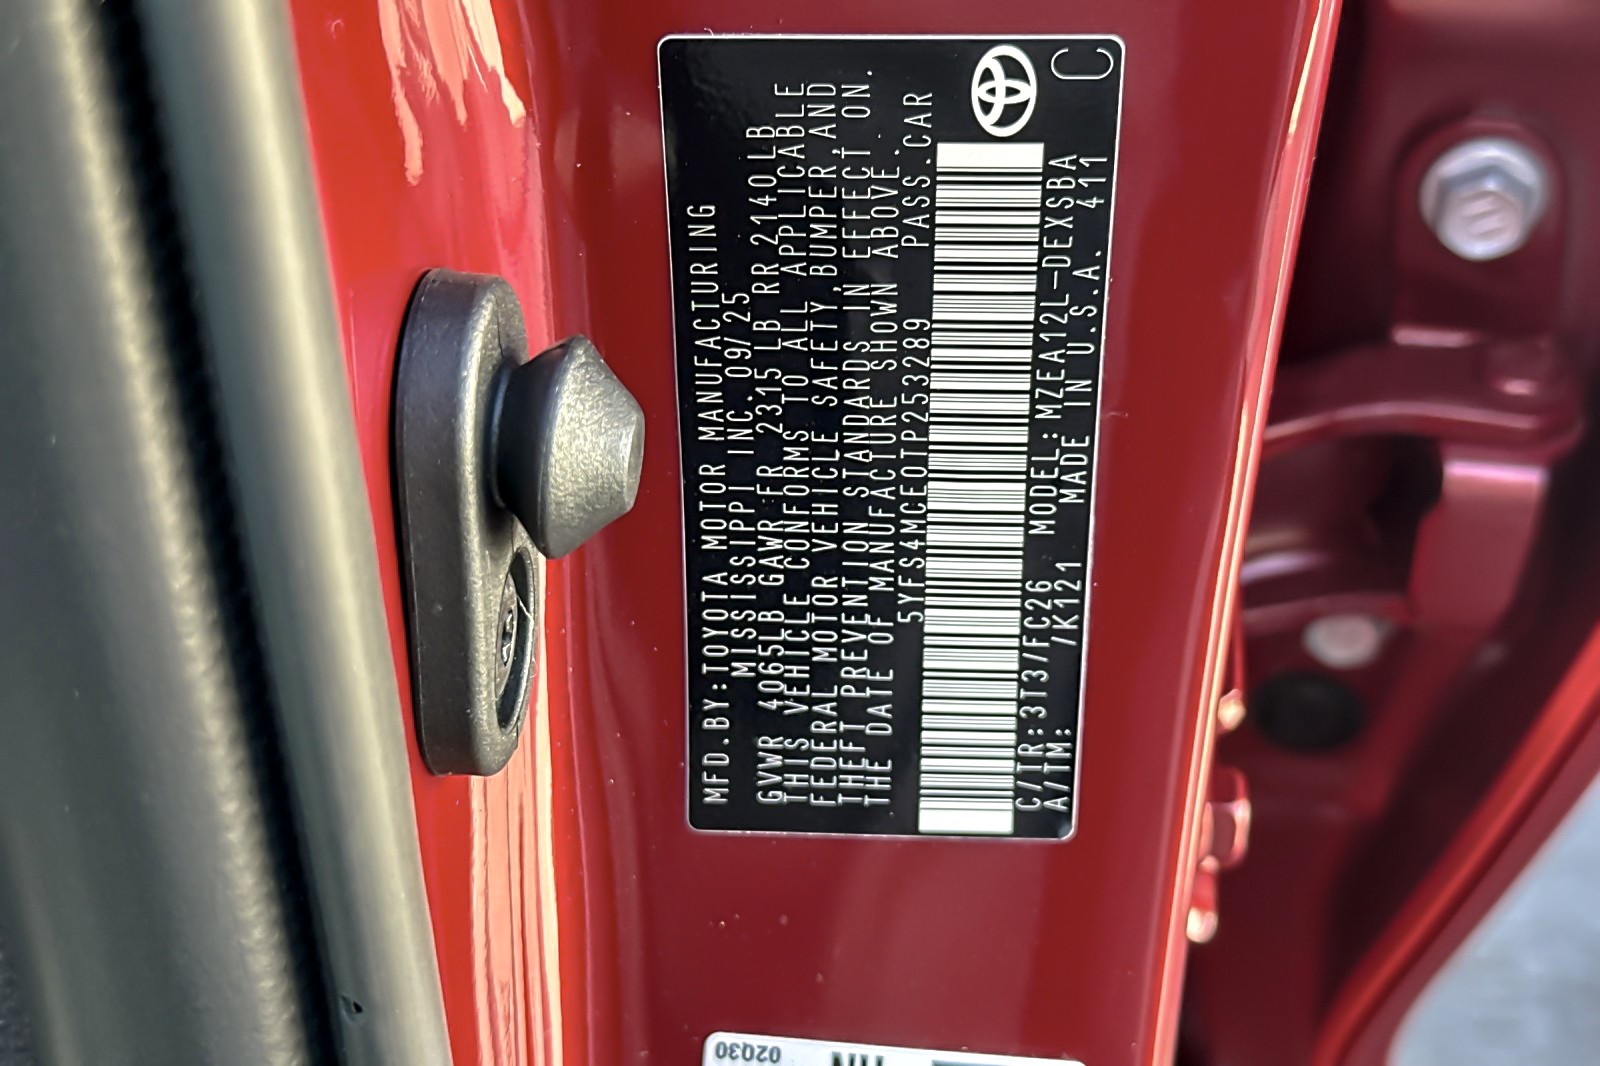 MFD.BY:TOYOTA MOTOR MANUFACTURING
MISSISSIPPI INC.09/25
GVWR 4065LB GAWR FR 2315LB RR 2140LB
THIS VEHICLE CONFORMS TO ALL APPLICABLE
FEDERAL MOTOR VEHICLE SAFETY,BUMPER,AND
THEFT PREVENTION STANDARDS IN EFFECT ON.
THE DATE OF MANUFACTURE SHOWN ABOVE.
5YFS4MCE0TP253289 PASS.CAR
C/TR:3T3/FC26 MODEL:MZEA12L-DEXSBA
A/TM: /K121 MADE IN U.S.A. 411
C
02Q30